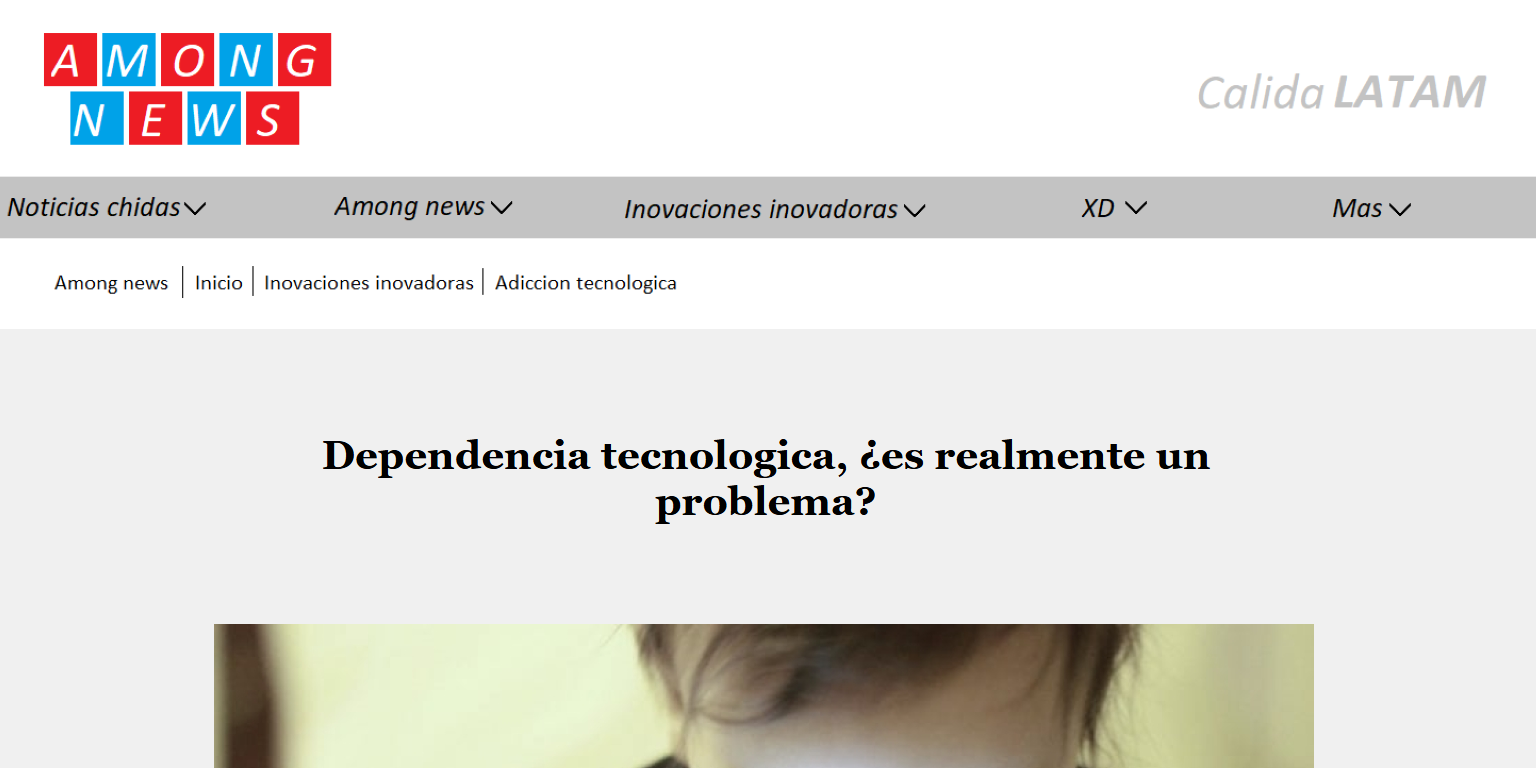 AMONG
NEWS
Calida LATAM
Noticias chidas
Among news
Inovaciones inovadoras
XD
Mas
Among news
Inicio
Inovaciones inovadoras
Adiccion tecnologica
Dependencia tecnologica, ¿es realmente un
problema?